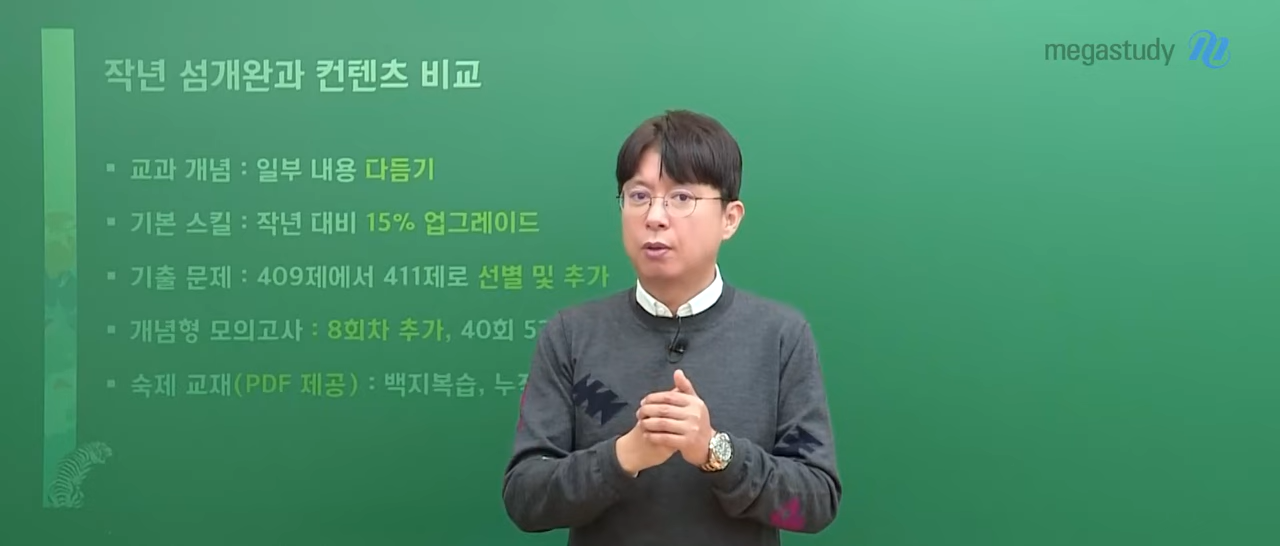 megastudy
작년 섬개완과 컨텐츠 비교
▪ 교과 개념 : 일부 내용 다듬기
▪ 기본 스킬 : 작년 대비 15% 업그레이드
▪ 기출 문제 : 409제에서 411제로 선별 및 추가
▪ 개념형 모의고사 : 8회차 추가, 40회
▪ 숙제 교재(PDF 제공) : 백지복습,